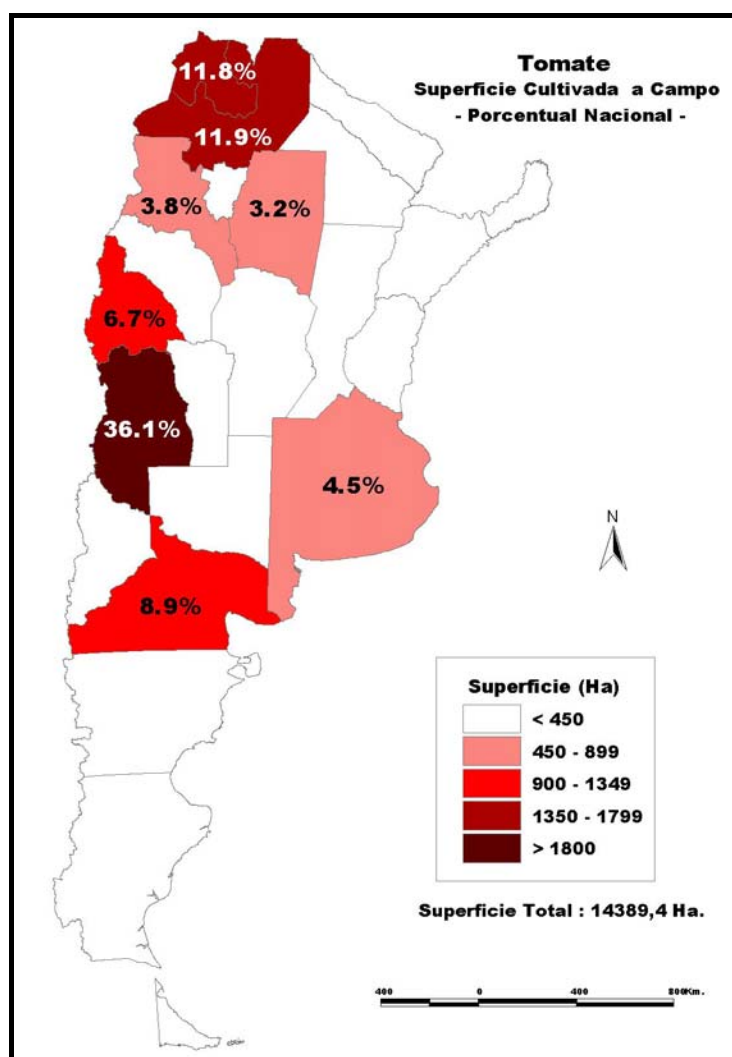 Tomate
Superficie Cultivada a Campo
- Porcentual Nacional -
11.8%
11.9%
3.8%
3.2%
6.7%
36.1%
4.5%
8.9%
N
Superficie (Ha)
< 450
450 - 899
900 - 1349
1350 - 1799
> 1800
Superficie Total : 14389,4 Ha.
400 0 400 800Km.